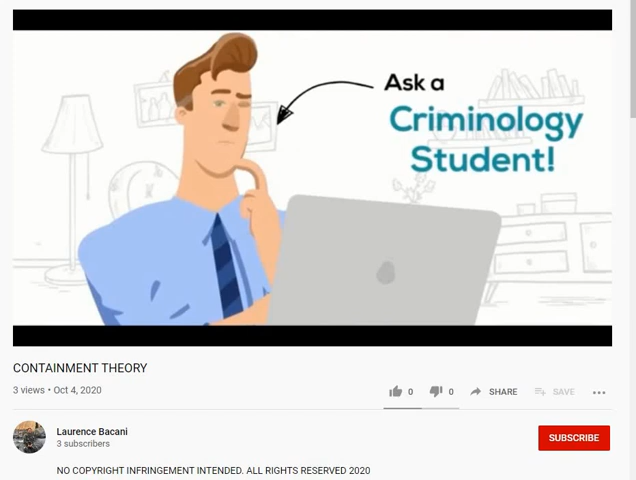 Ask a
Criminology
Student!
CONTAINMENT THEORY
3 views • Oct 4, 2020
0
0
SHARE
SAVE
Laurence Bacani
3 subscribers
SUBSCRIBE
NO COPYRIGHT INFRINGEMENT INTENDED. ALL RIGHTS RESERVED 2020